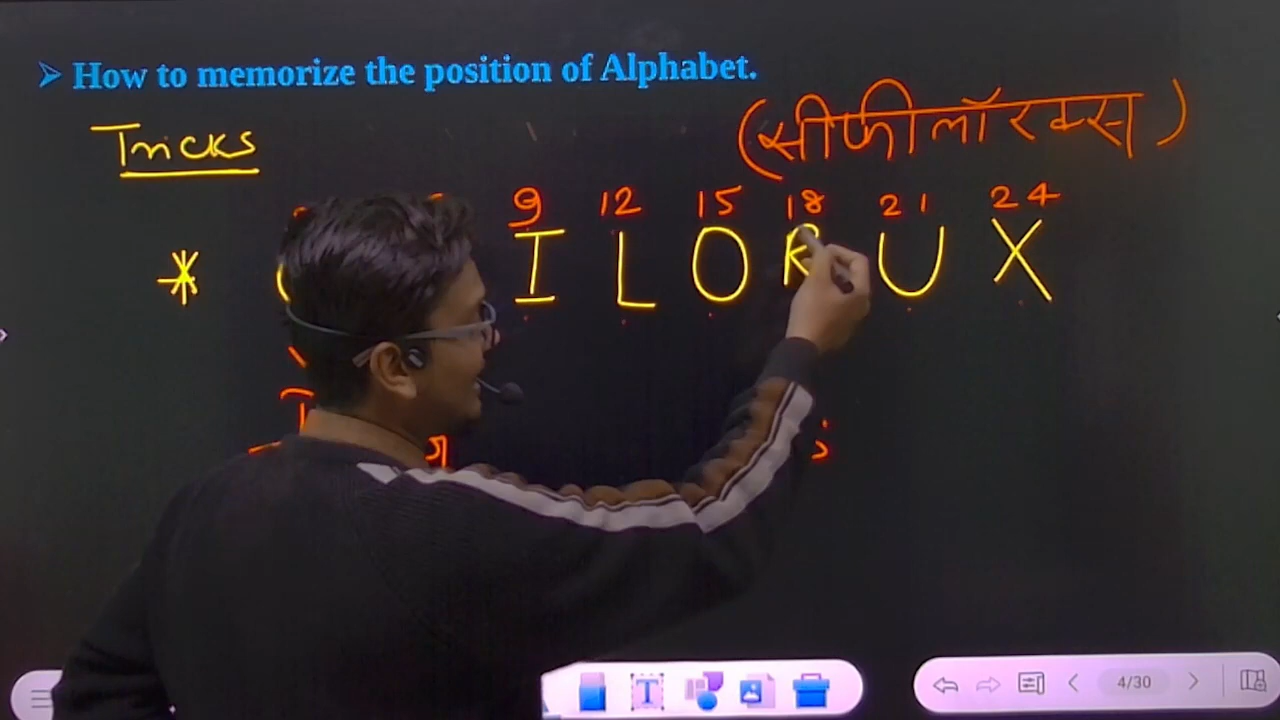 ➢ How to memorize the position of Alphabet.
Tricks
(सीफीलॉरक्स)
9 12 15 18 21 24
* I L O R U X
4/30